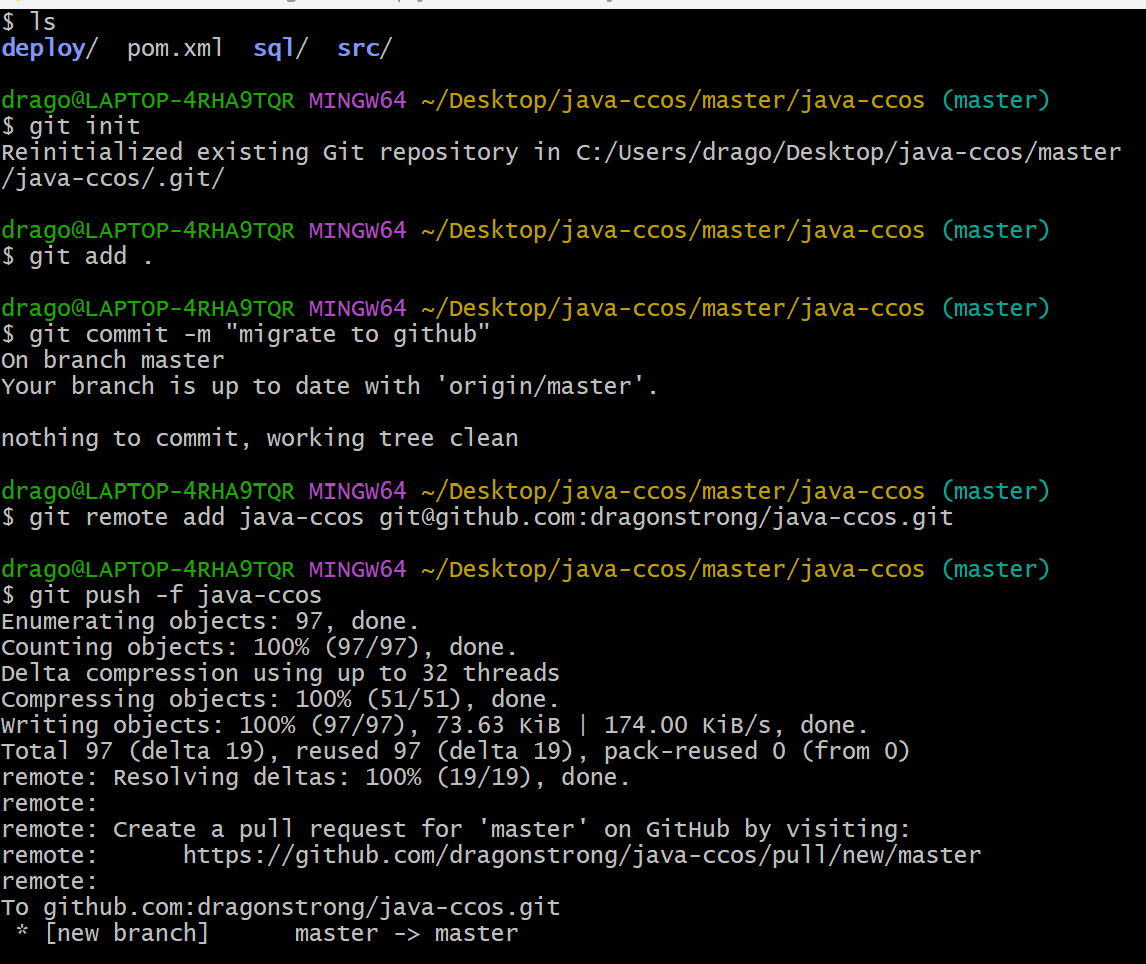 $ ls
deploy/  pom.xml  sql/  src/
drago@LAPTOP-4RHA9TQR MINGW64 ~/Desktop/java-ccos/master/java-ccos (master)
$ git init
Reinitialized existing Git repository in C:/Users/drago/Desktop/java-ccos/master
/java-ccos/.git/
drago@LAPTOP-4RHA9TQR MINGW64 ~/Desktop/java-ccos/master/java-ccos (master)
$ git add .
drago@LAPTOP-4RHA9TQR MINGW64 ~/Desktop/java-ccos/master/java-ccos (master)
$ git commit -m "migrate to github"
On branch master
Your branch is up to date with 'origin/master'.
nothing to commit, working tree clean
drago@LAPTOP-4RHA9TQR MINGW64 ~/Desktop/java-ccos/master/java-ccos (master)
$ git remote add java-ccos git@github.com:dragonstrong/java-ccos.git
drago@LAPTOP-4RHA9TQR MINGW64 ~/Desktop/java-ccos/master/java-ccos (master)
$ git push -f java-ccos
Enumerating objects: 97, done.
Counting objects: 100% (97/97), done.
Delta compression using up to 32 threads
Compressing objects: 100% (51/51), done.
Writing objects: 100% (97/97), 73.63 KiB | 174.00 KiB/s, done.
Total 97 (delta 19), reused 97 (delta 19), pack-reused 0 (from 0)
remote: Resolving deltas: 100% (19/19), done.
remote:
remote: Create a pull request for 'master' on GitHub by visiting:
remote:      https://github.com/dragonstrong/java-ccos/pull/new/master
remote:
To github.com:dragonstrong/java-ccos.git
 * [new branch]      master -> master